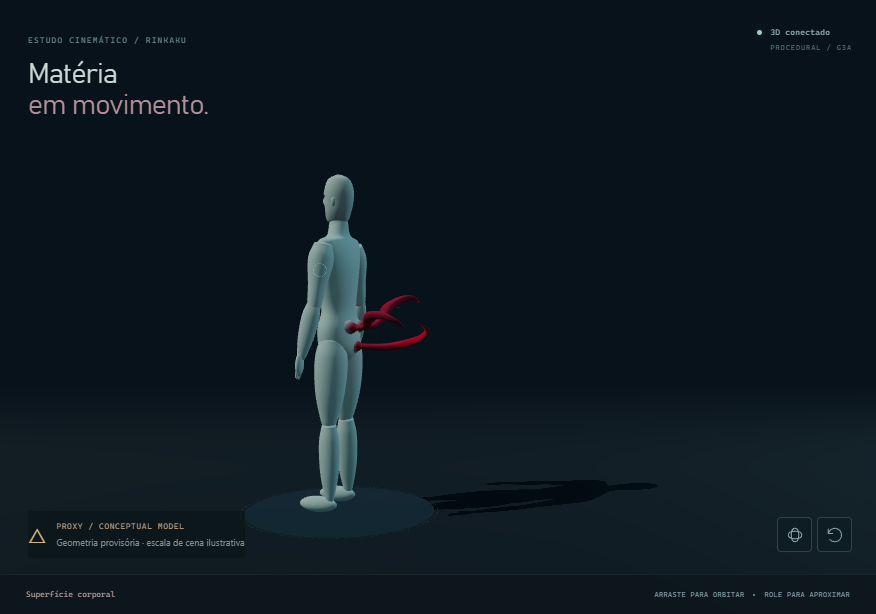 ESTUDO CINEMÁTICO / RINKAKU
Matéria
em movimento.
3D conectado
PROCEDURAL / G3A
PROXY / CONCEPTUAL MODEL
Geometria provisória · escala de cena ilustrativa
Superfície corporal
ARRASTE PARA ORBITAR • ROLE PARA APROXIMAR